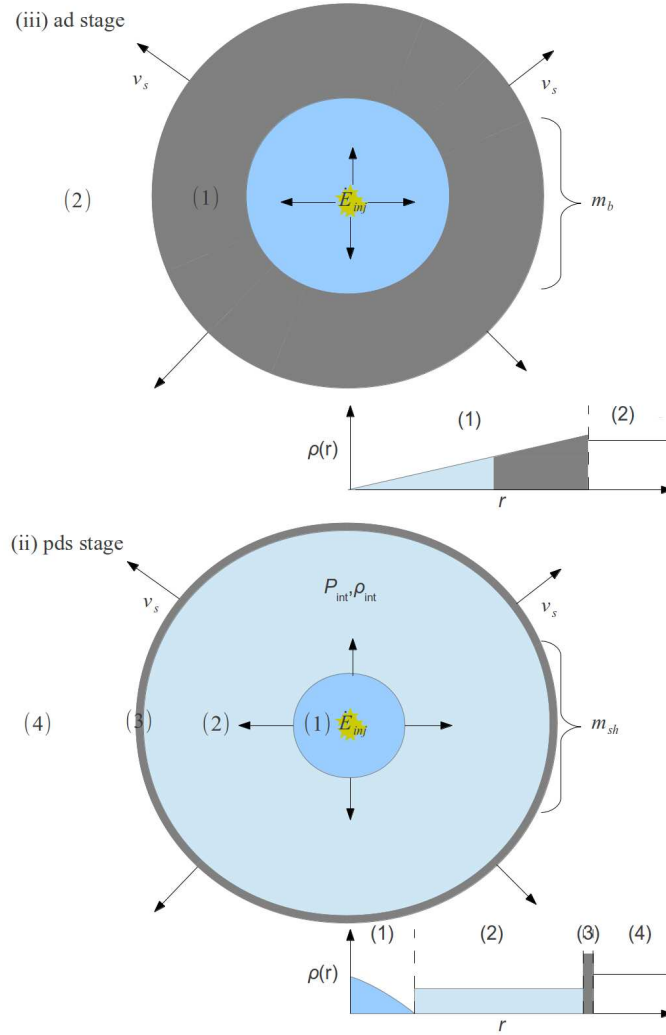 (iii) ad stage
v_s
v_s
(2)
(1)
Ė_inj
m_b
(1)
(2)
ρ(r)
r
(ii) pds stage
P_int,ρ_int
v_s
v_s
(4)
(3)
(2)
(1)
Ė_inj
m_sh
(1)
(2)
(3)
(4)
ρ(r)
r